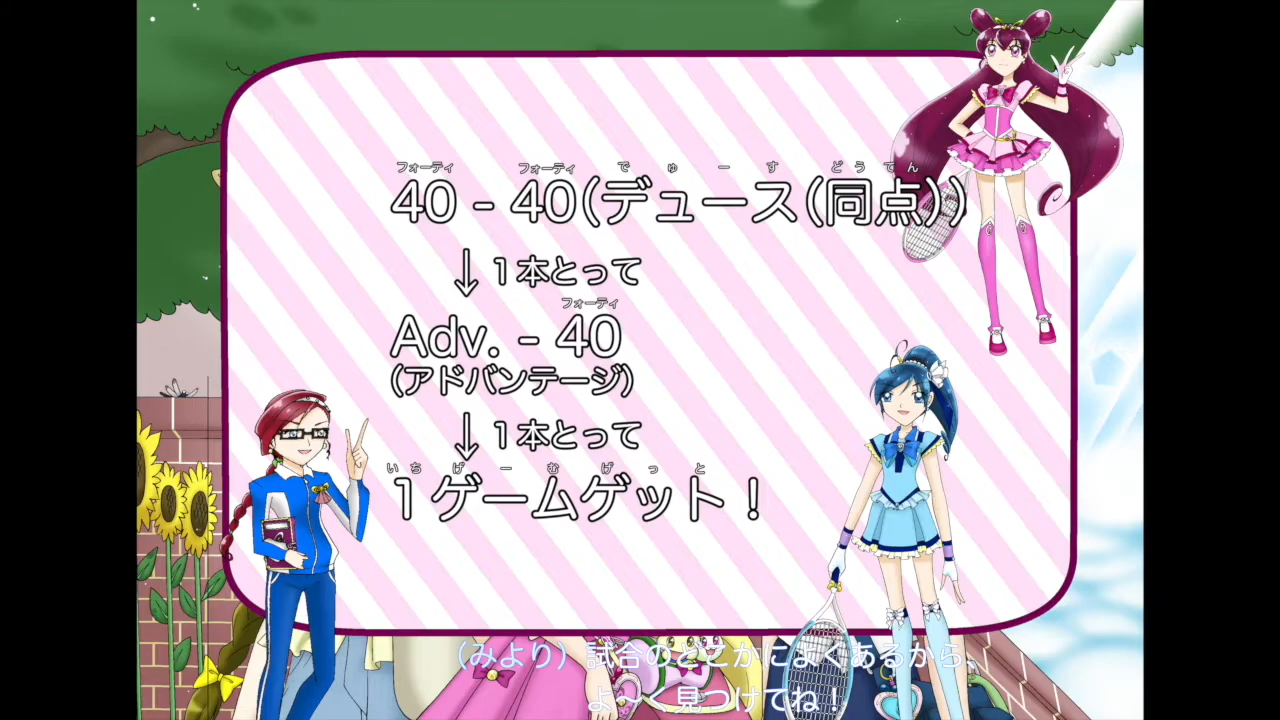 フォーティ フォーティ でゅーす どうてん
40 - 40(デュース(同点))
↓1本とって
フォーティ
Adv. - 40
(アドバンテージ)
↓1本とって
いちげーむげっと
1ゲームゲット！
（みより）試合のどこかによくあるから、
よ〜く見つけてね！